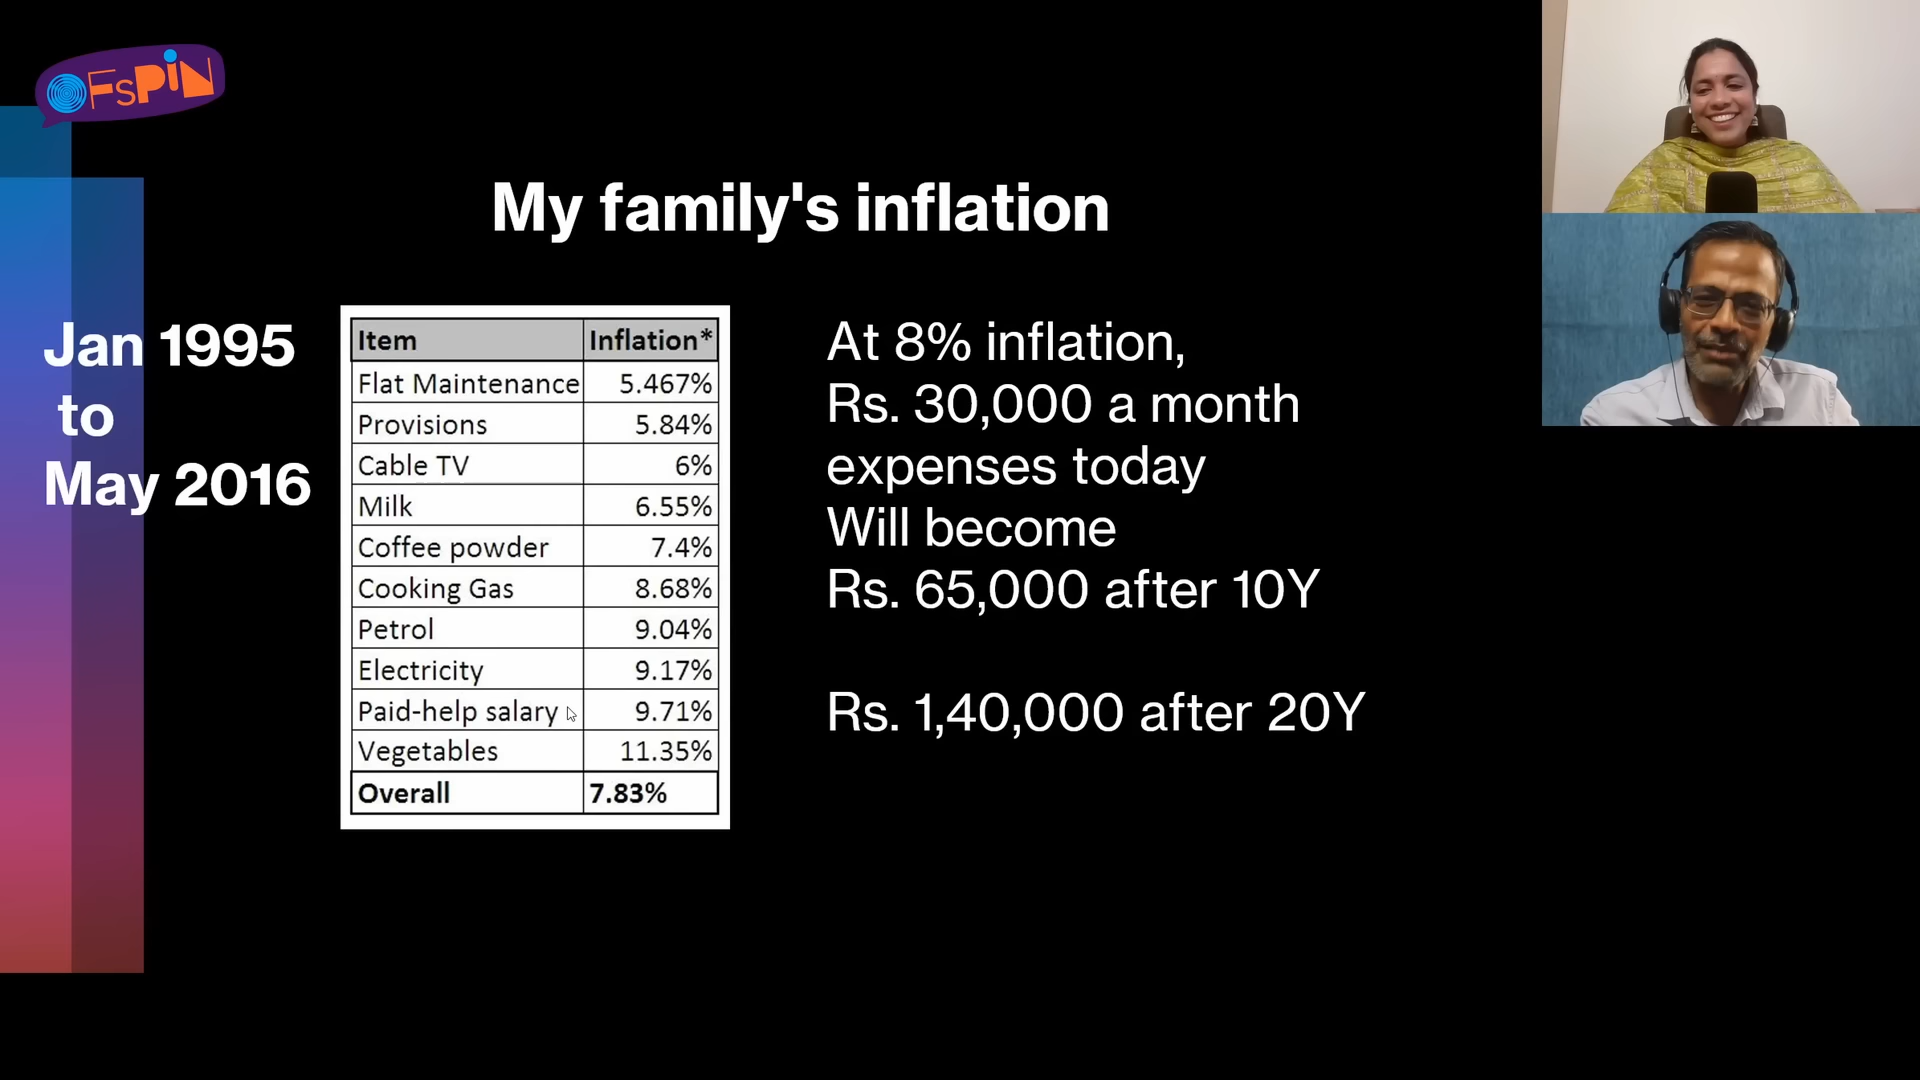 OFSPIN
My family's inflation
Jan 1995
to
May 2016
Item Inflation*
Flat Maintenance 5.467%
Provisions 5.84%
Cable TV 6%
Milk 6.55%
Coffee powder 7.4%
Cooking Gas 8.68%
Petrol 9.04%
Electricity 9.17%
Paid-help salary 9.71%
Vegetables 11.35%
Overall 7.83%
At 8% inflation,
Rs. 30,000 a month
expenses today
Will become
Rs. 65,000 after 10Y
Rs. 1,40,000 after 20Y